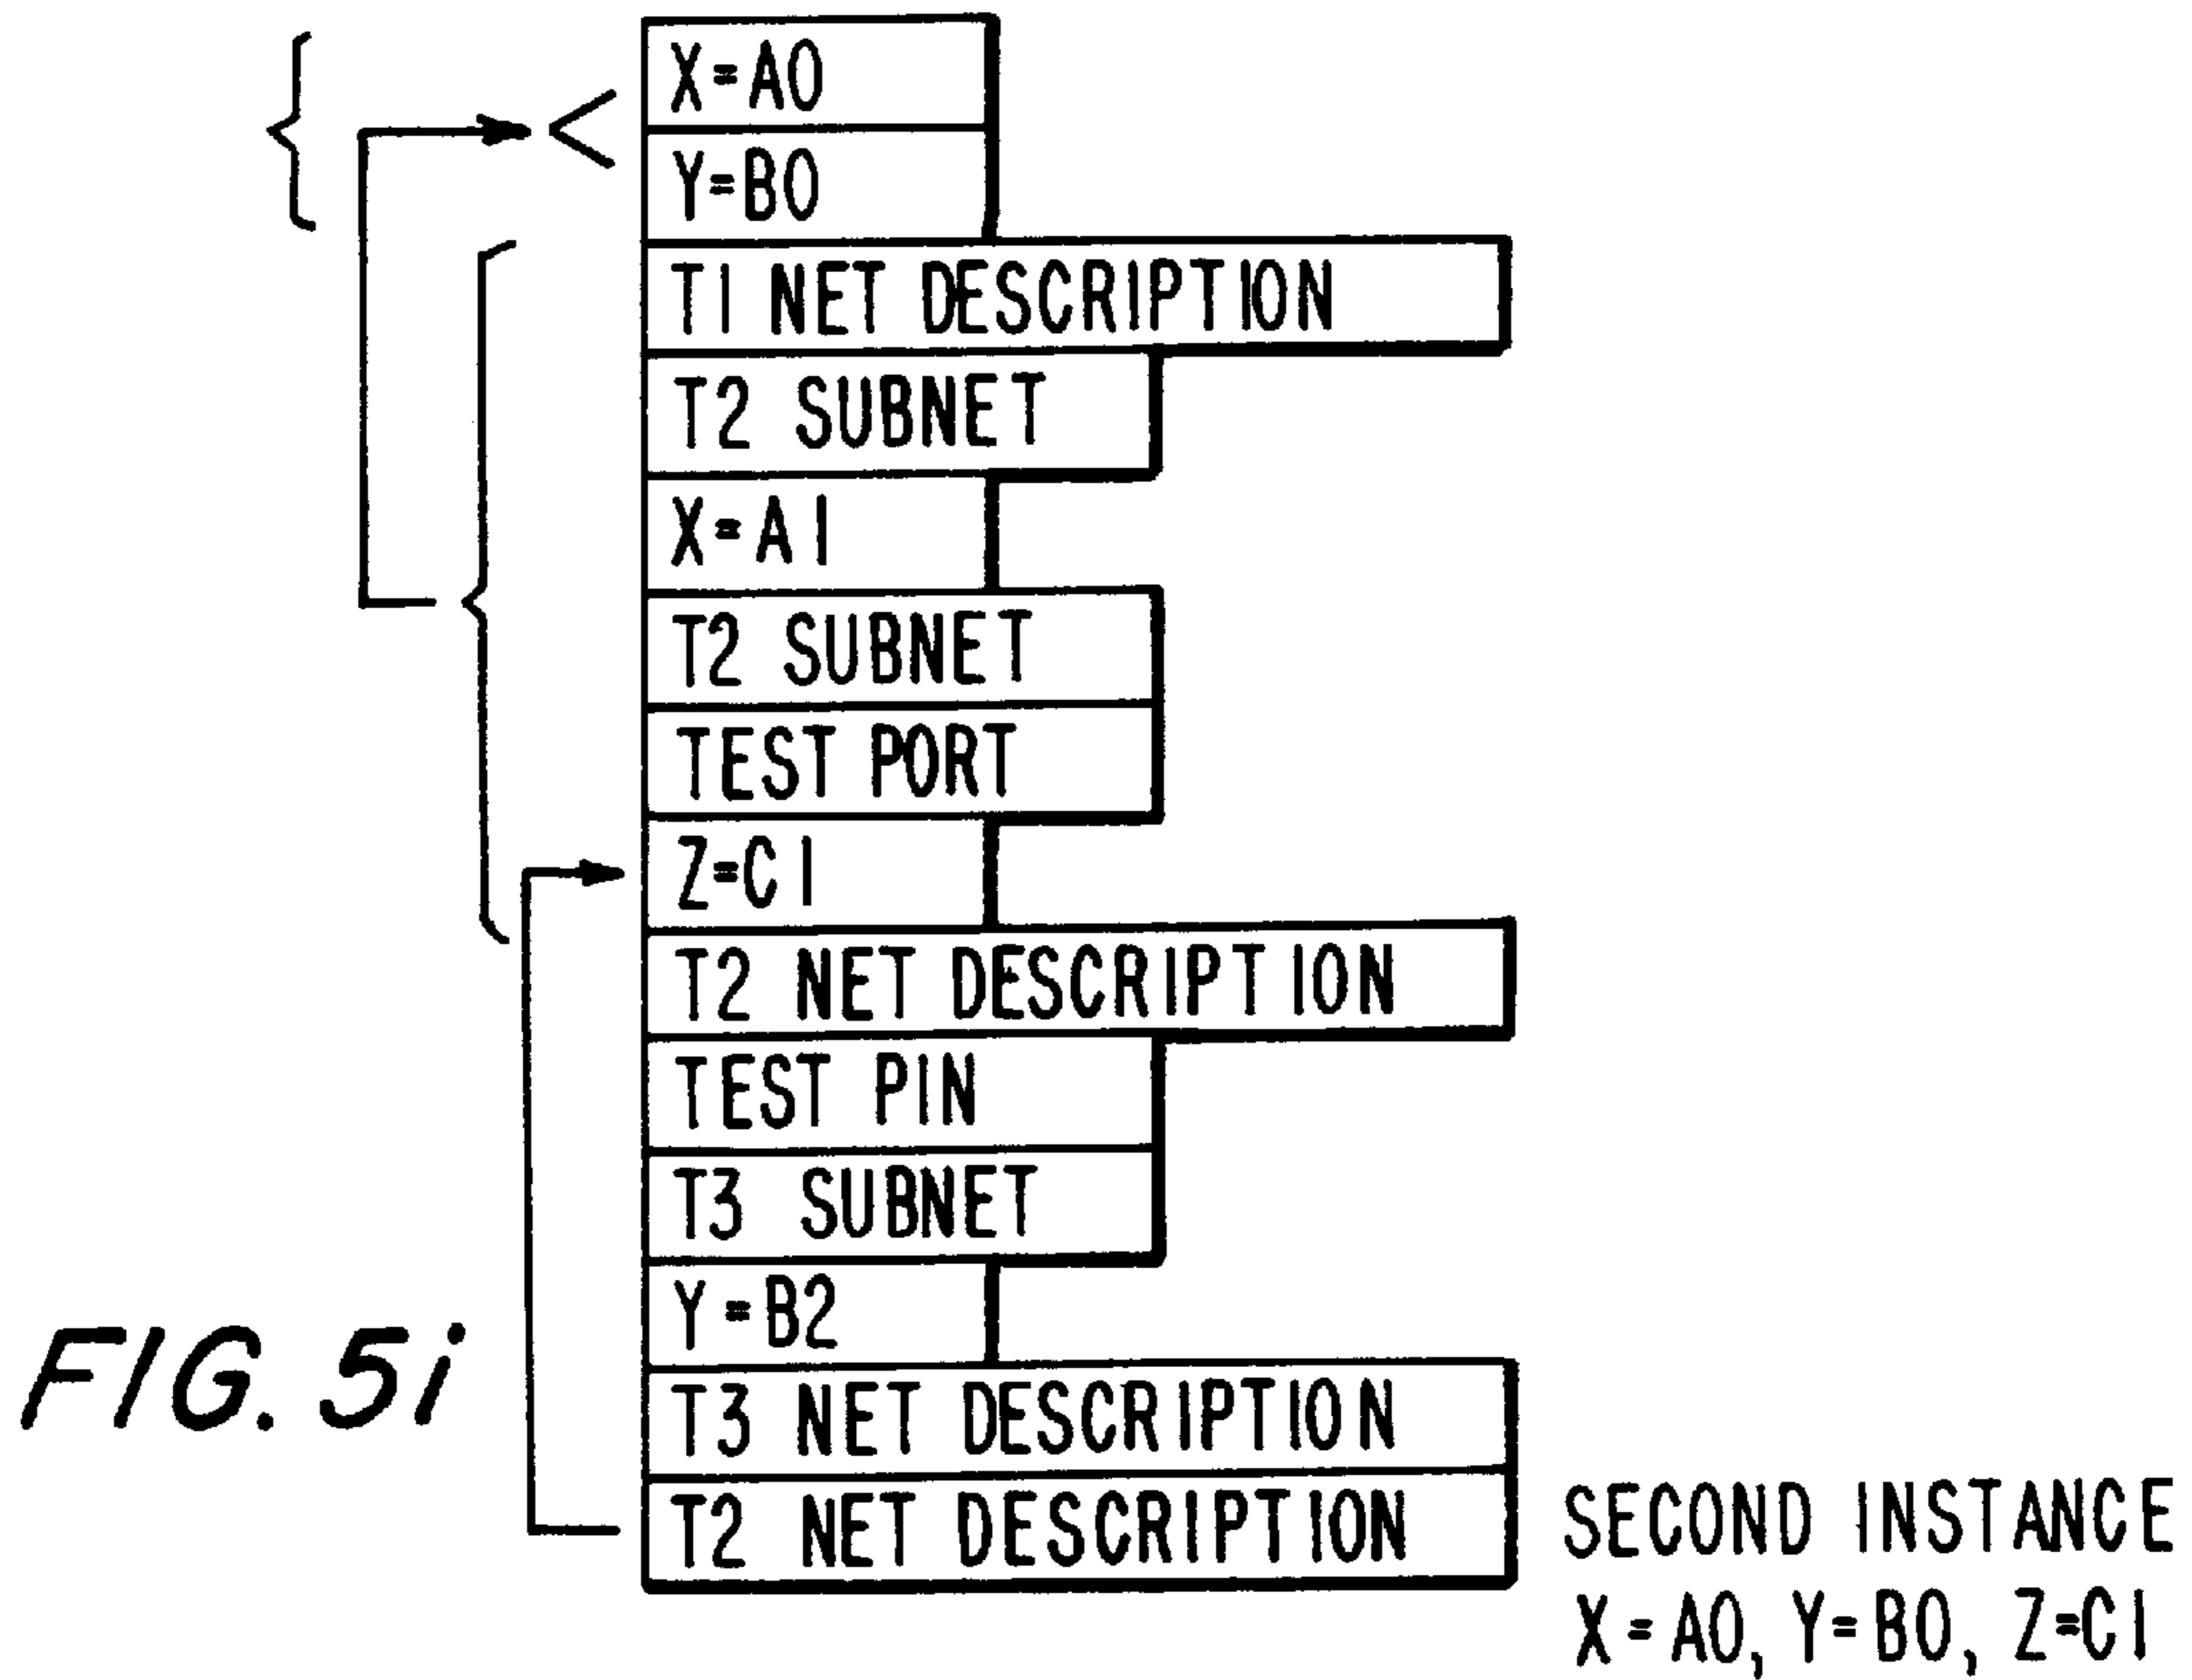 X=A0
Y=B0
T1 NET DESCRIPTION
T2 SUBNET
X=A1
T2 SUBNET
TEST PORT
Z=C1
T2 NET DESCRIPTION
TEST PIN
T3 SUBNET
Y=B2
T3 NET DESCRIPTION
T2 NET DESCRIPTION
SECOND INSTANCE
X=A0, Y=B0, Z=C1
FIG. 5i